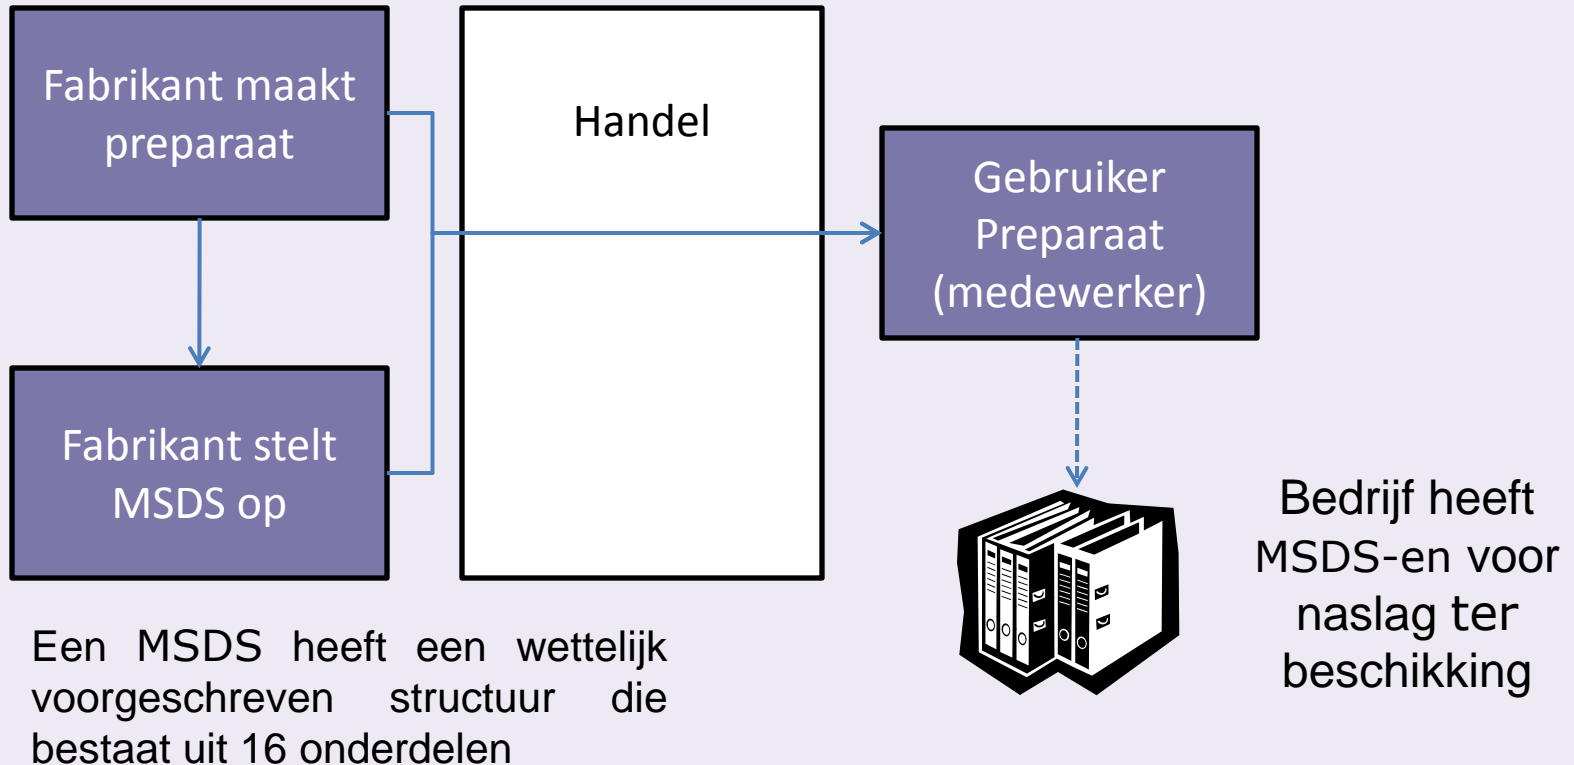 Fabrikant maakt
preparaat
Handel
Gebruiker
Preparaat
(medewerker)
Fabrikant stelt
MSDS op
Bedrijf heeft
MSDS-en voor
naslag ter
beschikking
Een MSDS heeft een wettelijk
voorgeschreven structuur die
bestaat uit 16 onderdelen